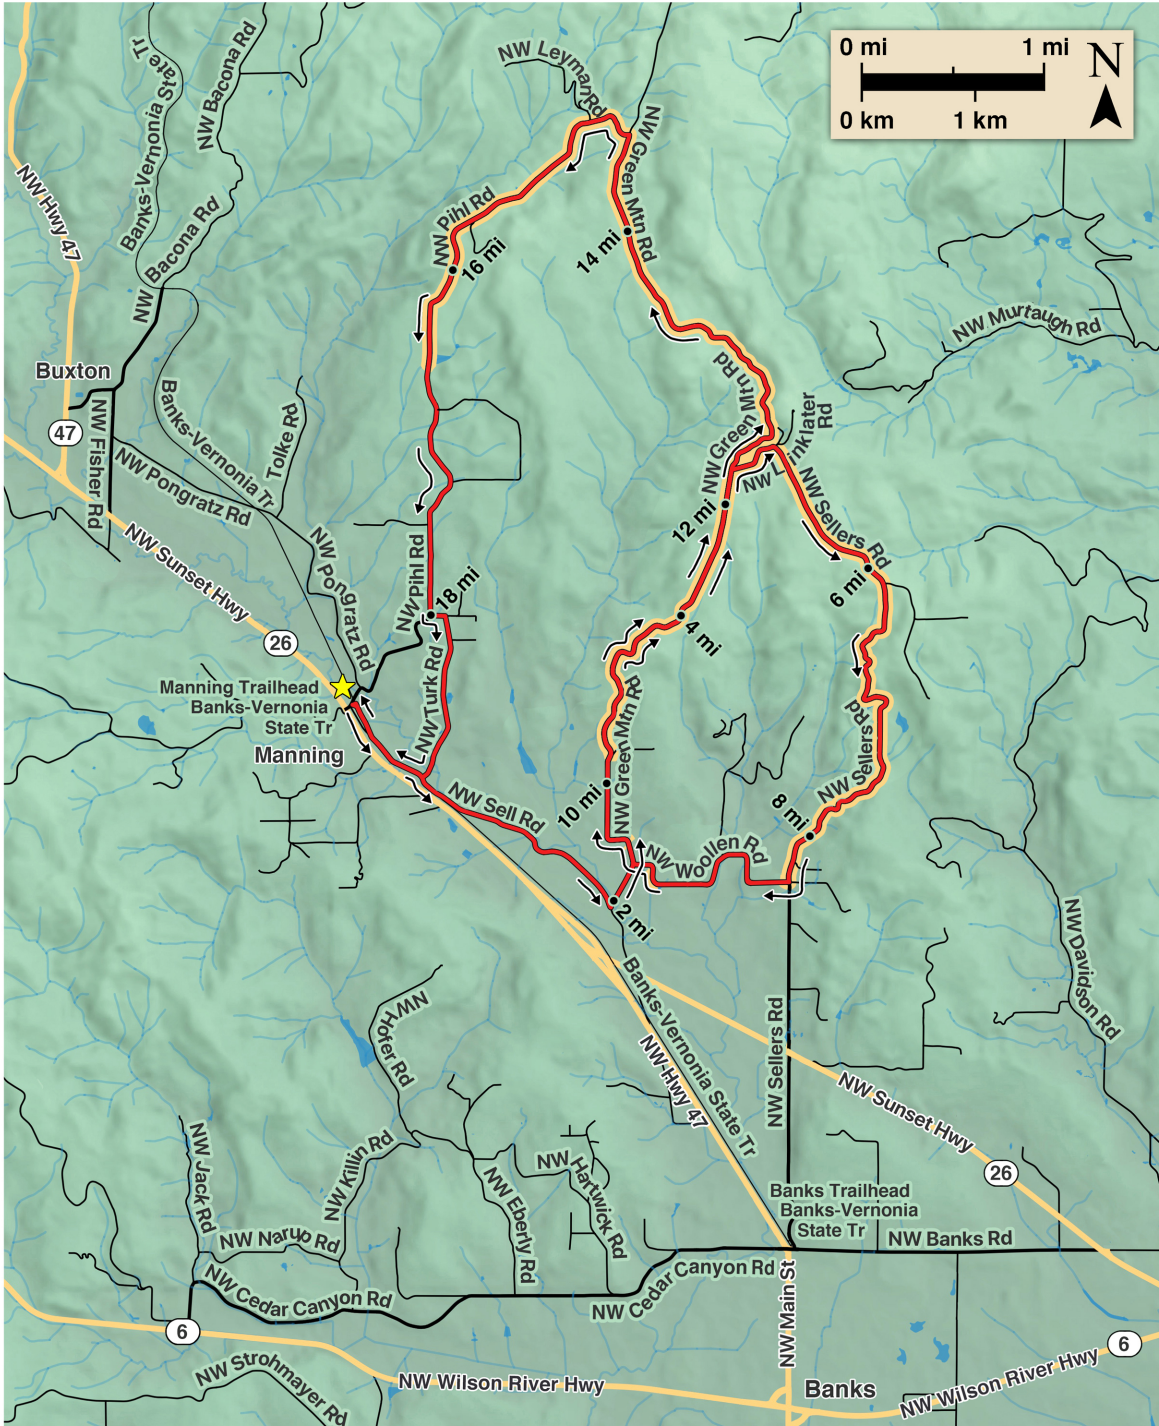 0 mi 1 mi
N
0 km 1 km
NW Leyman Rd
Banks-Vernonia State Tr
NW Bacona Rd
NW Green Mtn Rd
NW Hwy 47
NW Bacona Rd
NW Pihl Rd
14 mi
16 mi
NW Murtaugh Rd
Buxton
47
NW Fisher Rd
Banks-Vernonia Tr
Tolke Rd
NW Pongratz Rd
NW Green Mtn Rd
NW Linklater
Rd
12 mi
NW Sellers Rd
6 mi
NW Sunset Hwy
26
NW Pongratz Rd
NW Pihl Rd
18 mi
4 mi
Manning Trailhead
Banks-Vernonia
State Tr
Manning
NW Turk Rd
NW Green Mtn Rd
NW Sellers Rd
NW Sell Rd
10 mi
8 mi
NW Woollen Rd
2 mi
NW Davidson Rd
NW Hofer Rd
Banks-Vernonia State Tr
NW Hwy 47
NW Sellers Rd
NW Sunset Hwy
26
NW Jack Rd
NW Killin Rd
NW Narup Rd
NW Eberly Rd
NW Hartwick Rd
Banks Trailhead
Banks-Vernonia
State Tr
NW Banks Rd
NW Cedar Canyon Rd
NW Cedar Canyon Rd
NW Main St
6
6
NW Strohmayer Rd
NW Wilson River Hwy
Banks
NW Wilson River Hwy